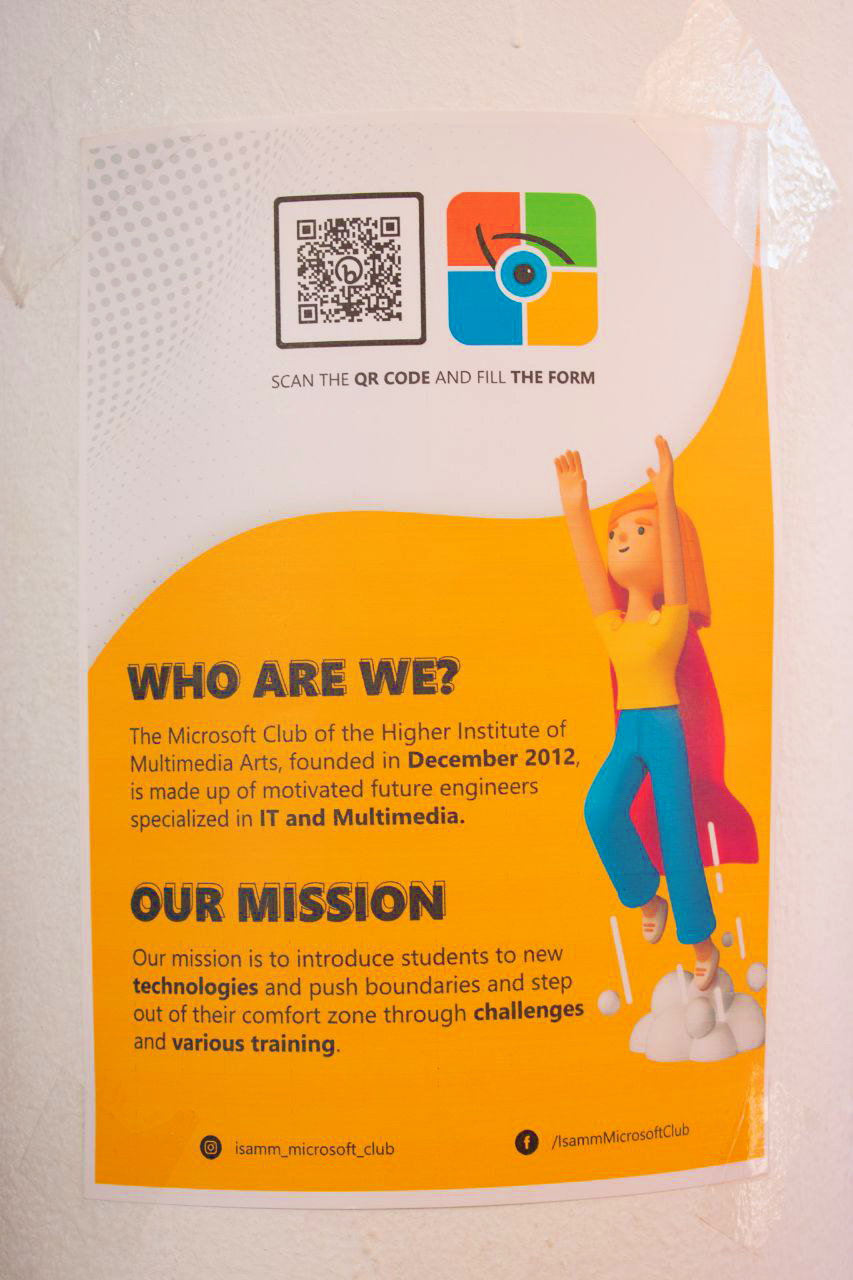 SCAN THE QR CODE AND FILL THE FORM
WHO ARE WE?
The Microsoft Club of the Higher Institute of
Multimedia Arts, founded in December 2012,
is made up of motivated future engineers
specialized in IT and Multimedia.
OUR MISSION
Our mission is to introduce students to new
technologies and push boundaries and step
out of their comfort zone through challenges
and various training.
isamm_microsoft_club
/IsammMicrosoftClub